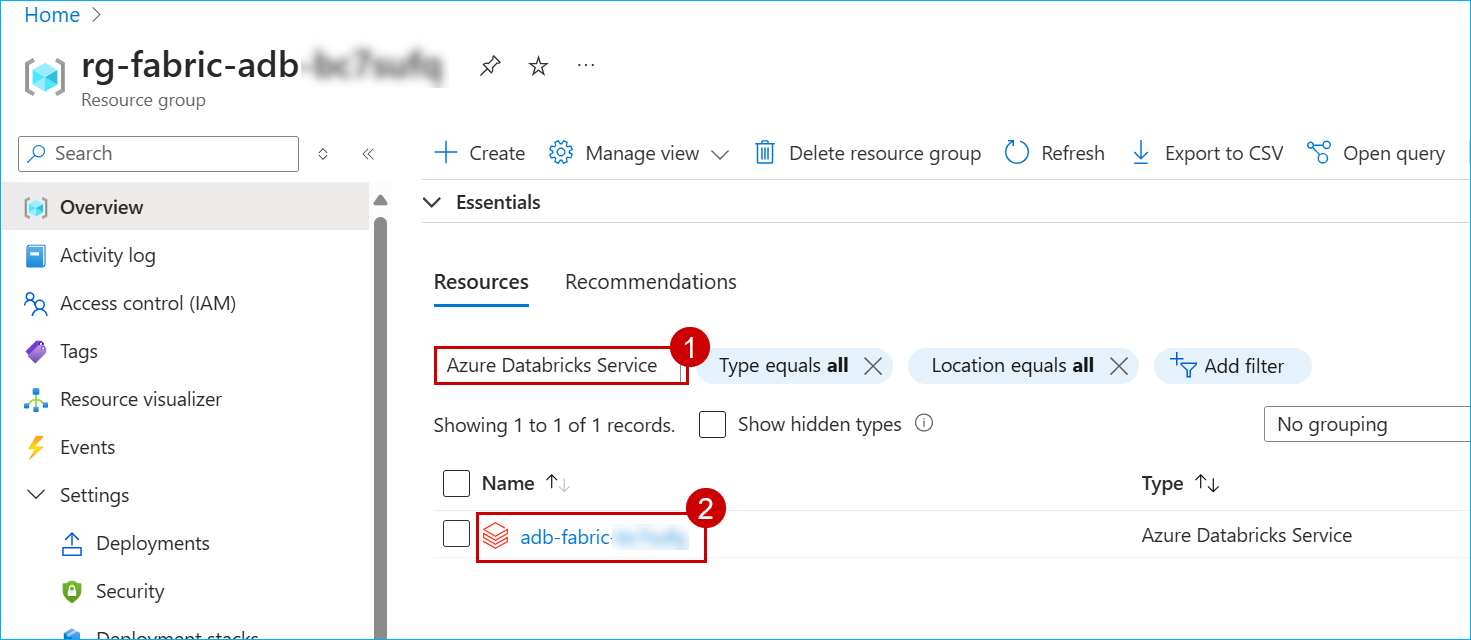 Home
rg-fabric-adb
Resource group
Search
Create
Manage view
Delete resource group
Refresh
Export to CSV
Open query
Overview
Activity log
Access control (IAM)
Tags
Resource visualizer
Events
Settings
Deployments
Security
Deployment stacks
Essentials
Resources Recommendations
1
Azure Databricks Service
Type equals all
Location equals all
Add filter
Showing 1 to 1 of 1 records.
Show hidden types
No grouping
Name
Type
2
adb-fabric-
Azure Databricks Service